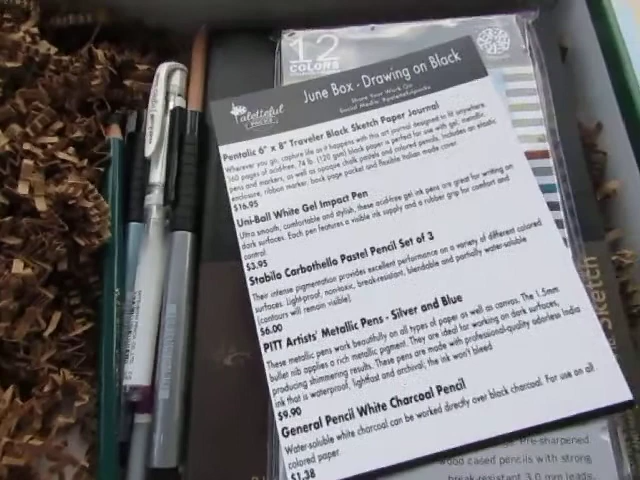 12
COLORS
Paletteful
PACKS
June Box - Drawing on Black
Share Your Work On
Social Media: #palettefulpacks
Pentalic 6" x 8" Traveler Black Sketch Paper Journal
Wherever you go, capture life as it happens with this art journal designed to fit anywhere.
160 pages of acid-free, 74 lb. (120 gsm) black paper is perfect for use with gel, metallic,
pens and markers, as well as opaque chalk pastels and colored pencils. Includes an elastic
enclosure, ribbon marker, back page pocket and flexible Italian made cover.
$16.95
Uni-Ball White Gel Impact Pen
Ultra smooth, comfortable and stylish, these acid-free gel ink pens are great for writing on
dark surfaces. Each pen features a visible ink supply and a rubber grip for comfort and
control.
$3.95
Stabilo Carbothello Pastel Pencil Set of 3
Their intense pigmentation provides excellent performance on a variety of different colored
surfaces. Light-proof, nontoxic, break-resistant, blendable and partially water-soluble
(contours will remain visible).
$6.00
PITT Artists' Metallic Pens - Silver and Blue
These metallic pens work beautifully on all types of paper as well as canvas. The 1.5mm
bullet nib applies a rich metallic pigment. They are ideal for working on dark surfaces,
producing shimmering results. These pens are made with professional-quality odorless India
ink that is waterproof, lightfast and archival, the ink won't bleed
$9.90
General Pencil White Charcoal Pencil
Water-soluble white charcoal can be worked directly over black charcoal. For use on all
colored paper.
$1.38
Sketch
Pre-sharpened
cased pencils with strong
break-resistant 3.0 mm leads.